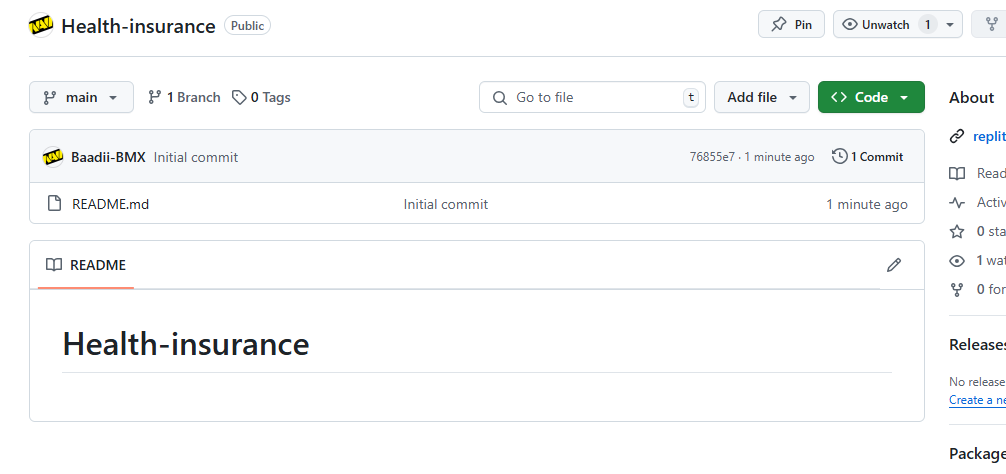 Health-insurance Public Pin Unwatch 1
main 1 Branch 0 Tags Go to file t Add file Code
About
Baadii-BMX Initial commit 76855e7 · 1 minute ago 1 Commit
replit
README.md Initial commit 1 minute ago
Read
Activ
0 sta
1 wat
0 for
README
Health-insurance
Releases
No release
Create a ne
Package